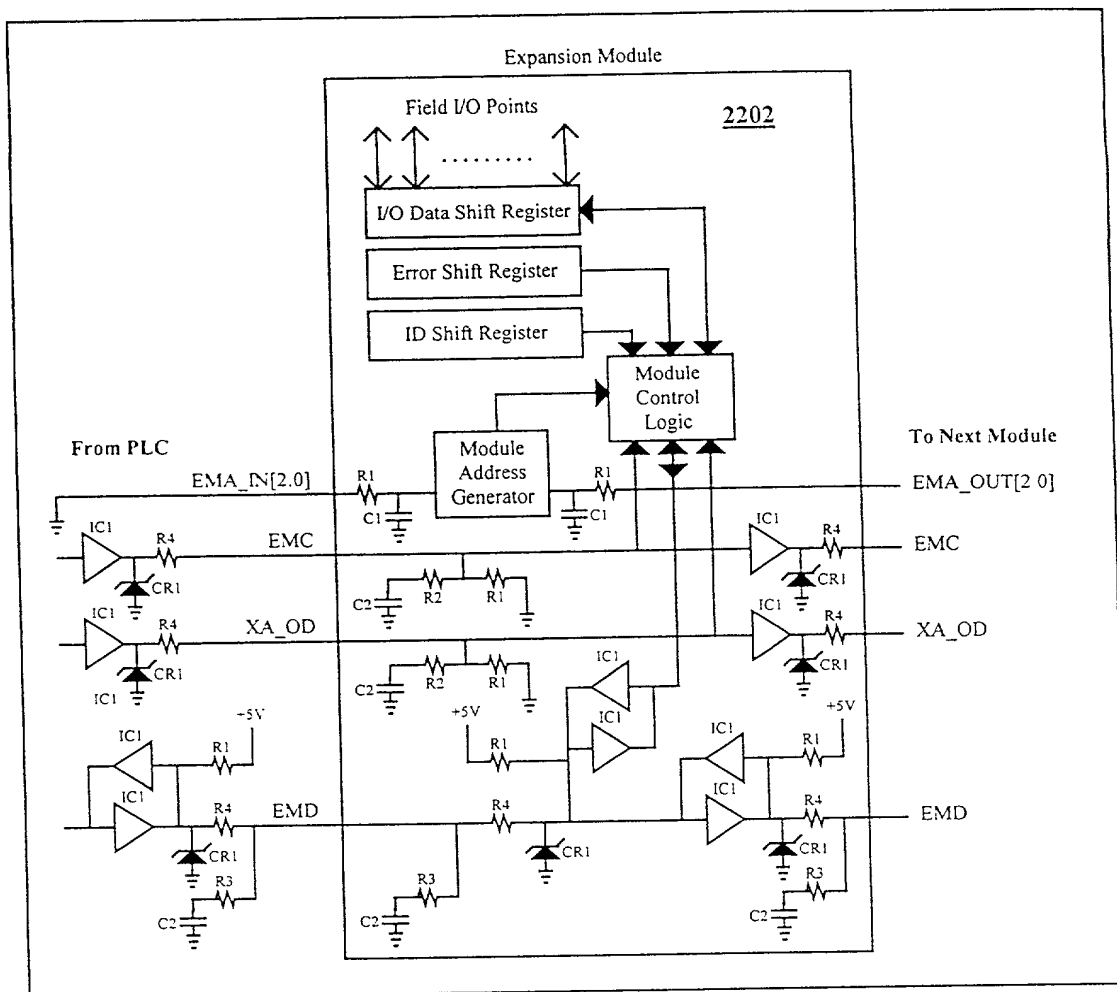 Expansion Module
Field I/O Points
2202
I/O Data Shift Register
Error Shift Register
ID Shift Register
Module
Control
Logic
From PLC
Module
Address
Generator
To Next Module
EMA_IN[2.0]
R1
C1
R1
C1
EMA_OUT[2 0]
IC1
R4
EMC
IC1
R4
EMC
CR1
C2
R2
R1
CR1
IC1
R4
XA_OD
IC1
R4
XA_OD
CR1
C2
R2
R1
CR1
IC1
IC1
+5V
+5V
+5V
IC1
R1
R1
IC1
IC1
R1
IC1
R4
EMD
R4
IC1
R4
EMD
CR1
CR1
CR1
R3
R3
R3
C2
C2
C2